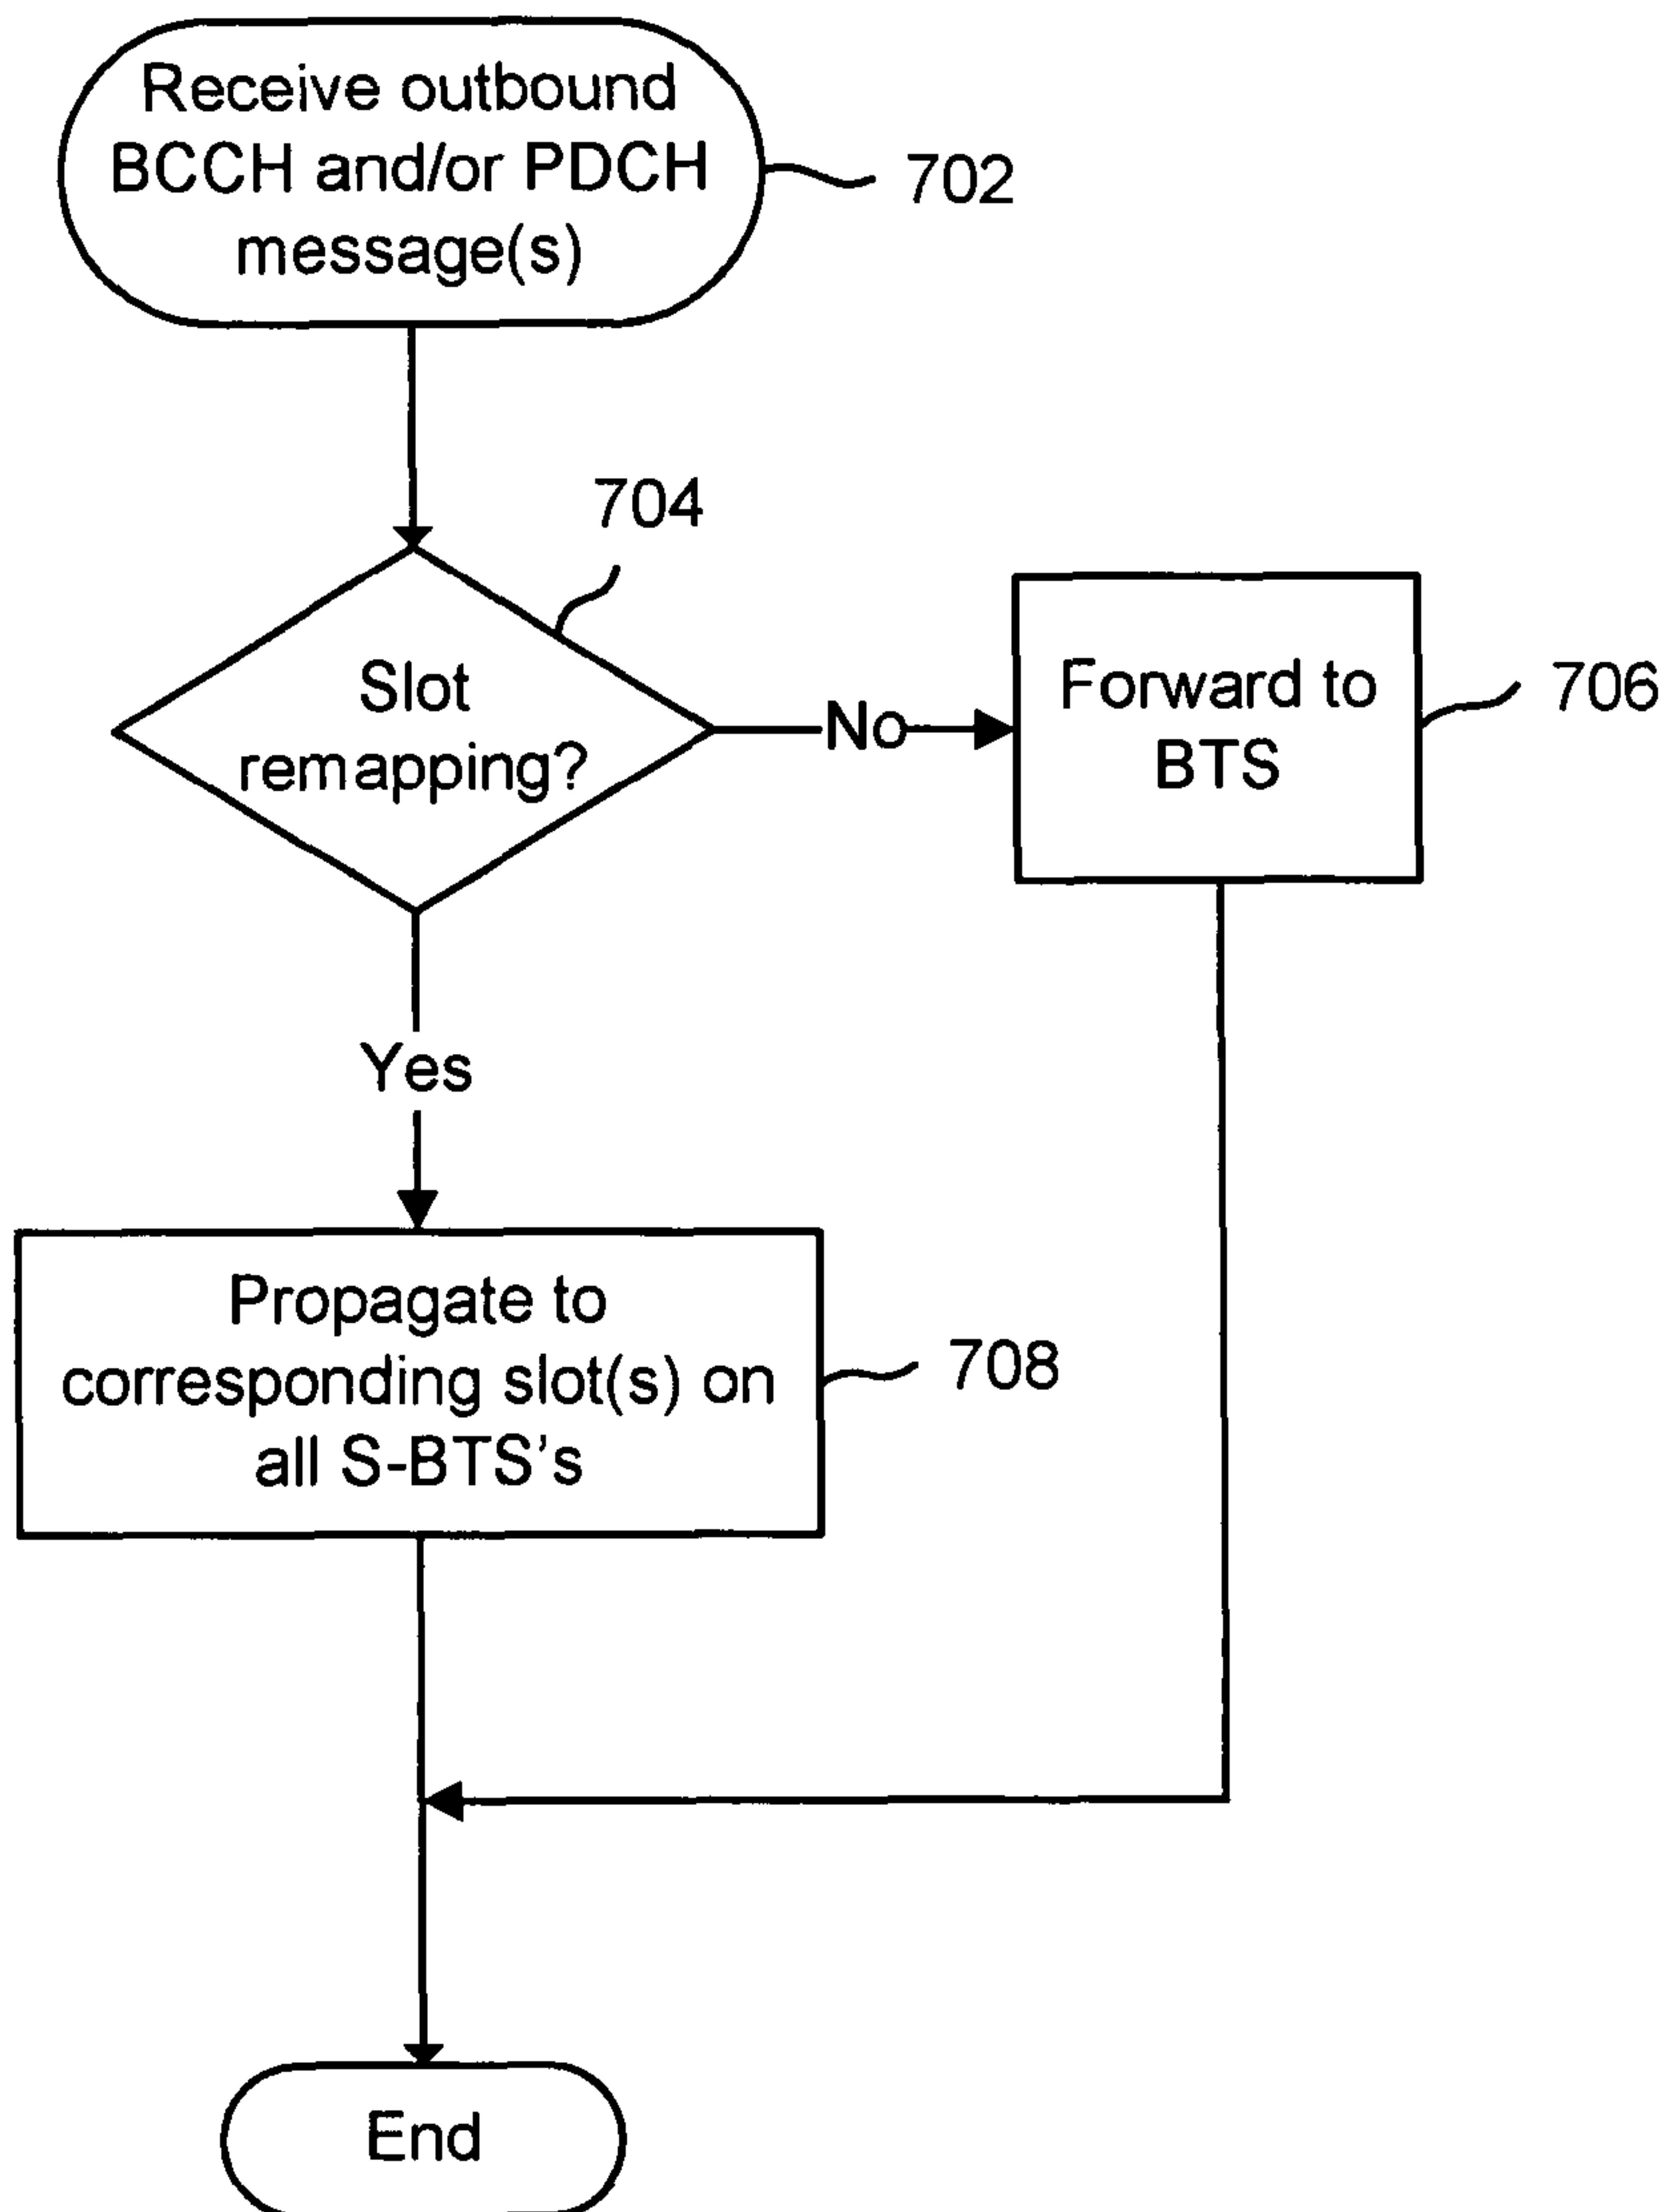 Receive outbound
BCCH and/or PDCH
message(s)
702
704
Slot
remapping?
No
Forward to
BTS
706
Yes
Propagate to
corresponding slot(s) on
all S-BTS’s
708
End